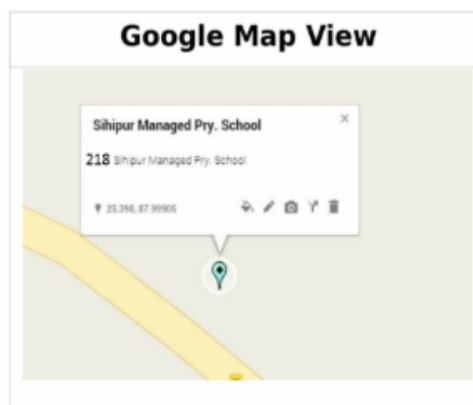 Google Map View
Sihipur Managed Pry. School
218 Sihipur Managed Pry. School
25.398, 87.99905